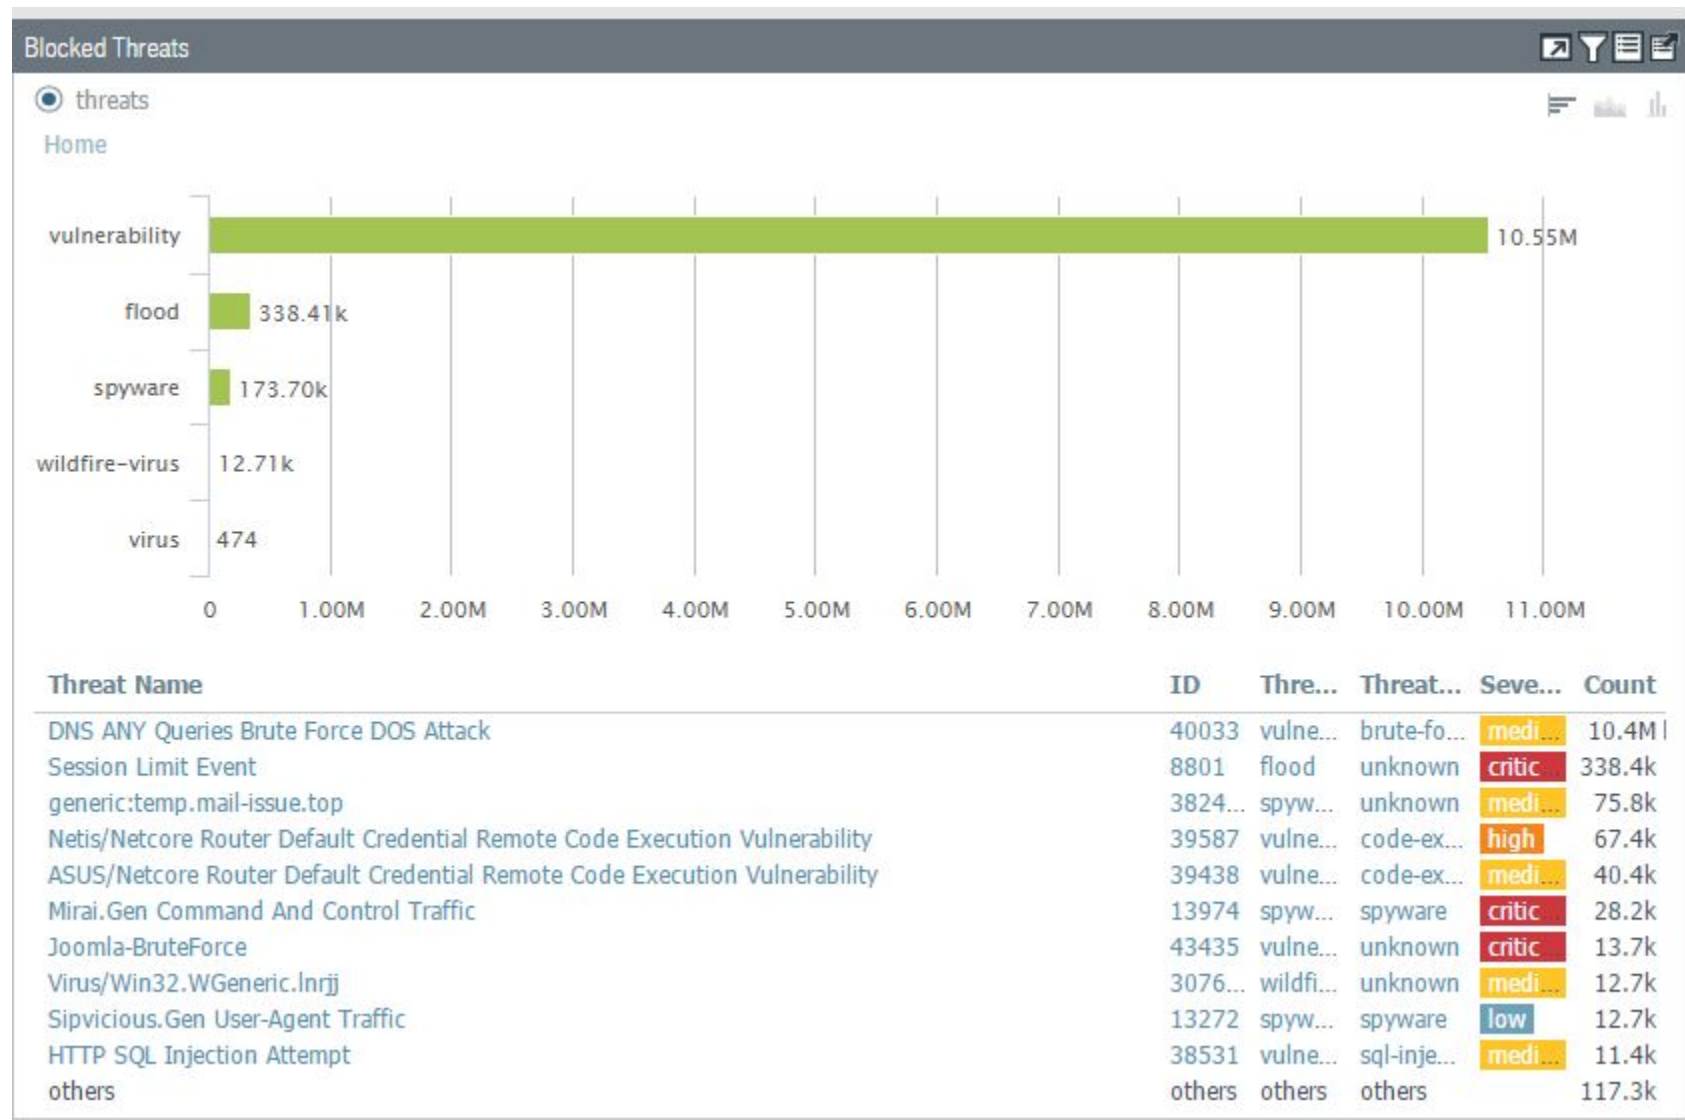 Blocked Threats
threats
Home
vulnerability 10.55M
flood 338.41k
spyware 173.70k
wildfire-virus 12.71k
virus 474
0 1.00M 2.00M 3.00M 4.00M 5.00M 6.00M 7.00M 8.00M 9.00M 10.00M 11.00M
Threat Name ID Thre... Threat... Seve... Count
DNS ANY Queries Brute Force DOS Attack 40033 vulne... brute-fo... medi... 10.4M
Session Limit Event 8801 flood unknown critic... 338.4k
generic:temp.mail-issue.top 3824... spyw... unknown medi... 75.8k
Netis/Netcore Router Default Credential Remote Code Execution Vulnerability 39587 vulne... code-ex... high 67.4k
ASUS/Netcore Router Default Credential Remote Code Execution Vulnerability 39438 vulne... code-ex... medi... 40.4k
Mirai.Gen Command And Control Traffic 13974 spyw... spyware critic... 28.2k
Joomla-BruteForce 43435 vulne... unknown critic... 13.7k
Virus/Win32.WGeneric.lnrjj 3076... wildfi... unknown medi... 12.7k
Sipvicious.Gen User-Agent Traffic 13272 spyw... spyware low 12.7k
HTTP SQL Injection Attempt 38531 vulne... sql-inje... medi... 11.4k
others others others others 117.3k